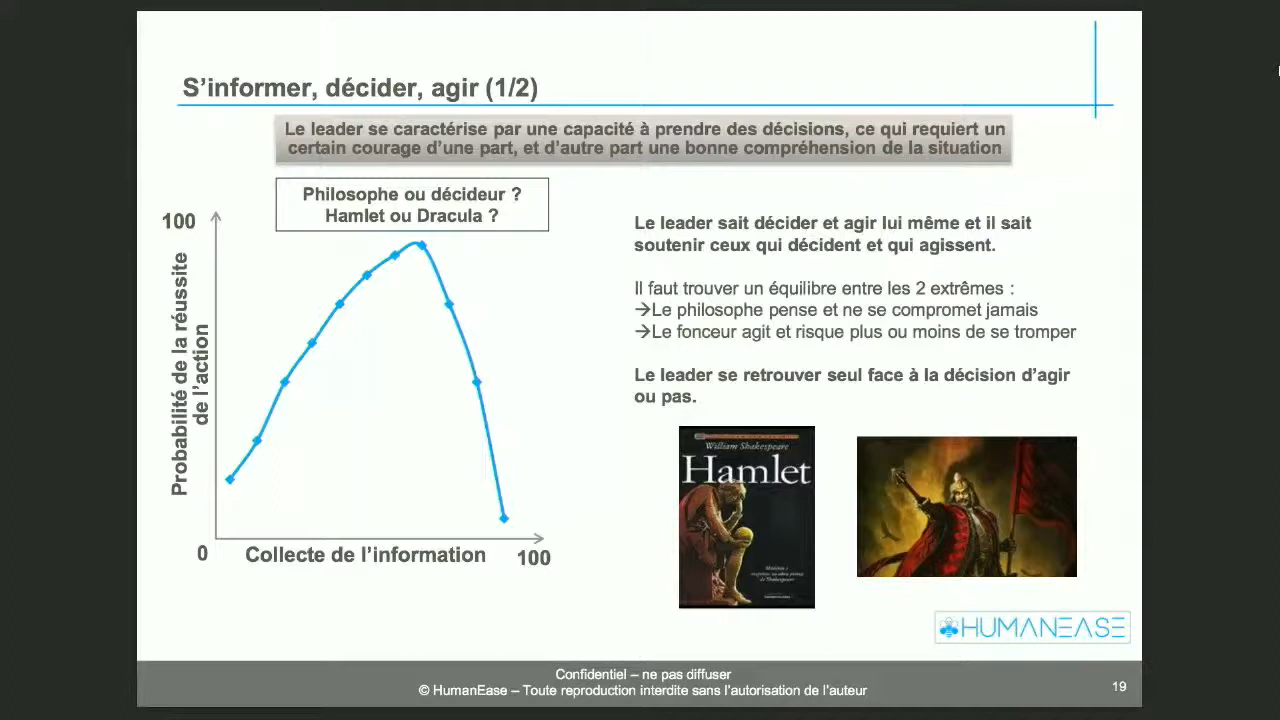 S'informer, décider, agir (1/2)
Le leader se caractérise par une capacité à prendre des décisions, ce qui requiert un
certain courage d'une part, et d'autre part une bonne compréhension de la situation
Philosophe ou décideur ?
Hamlet ou Dracula ?
100
Probabilité de la réussite
de l'action
0
Collecte de l'information
100
Le leader sait décider et agir lui même et il sait
soutenir ceux qui décident et qui agissent.
Il faut trouver un équilibre entre les 2 extrêmes :
→Le philosophe pense et ne se compromet jamais
→Le fonceur agit et risque plus ou moins de se tromper
Le leader se retrouver seul face à la décision d'agir
ou pas.
William Shakespeare
Hamlet
de Shakespeare
HUMANEASE
Confidentiel – ne pas diffuser
© HumanEase – Toute reproduction interdite sans l'autorisation de l'auteur
19